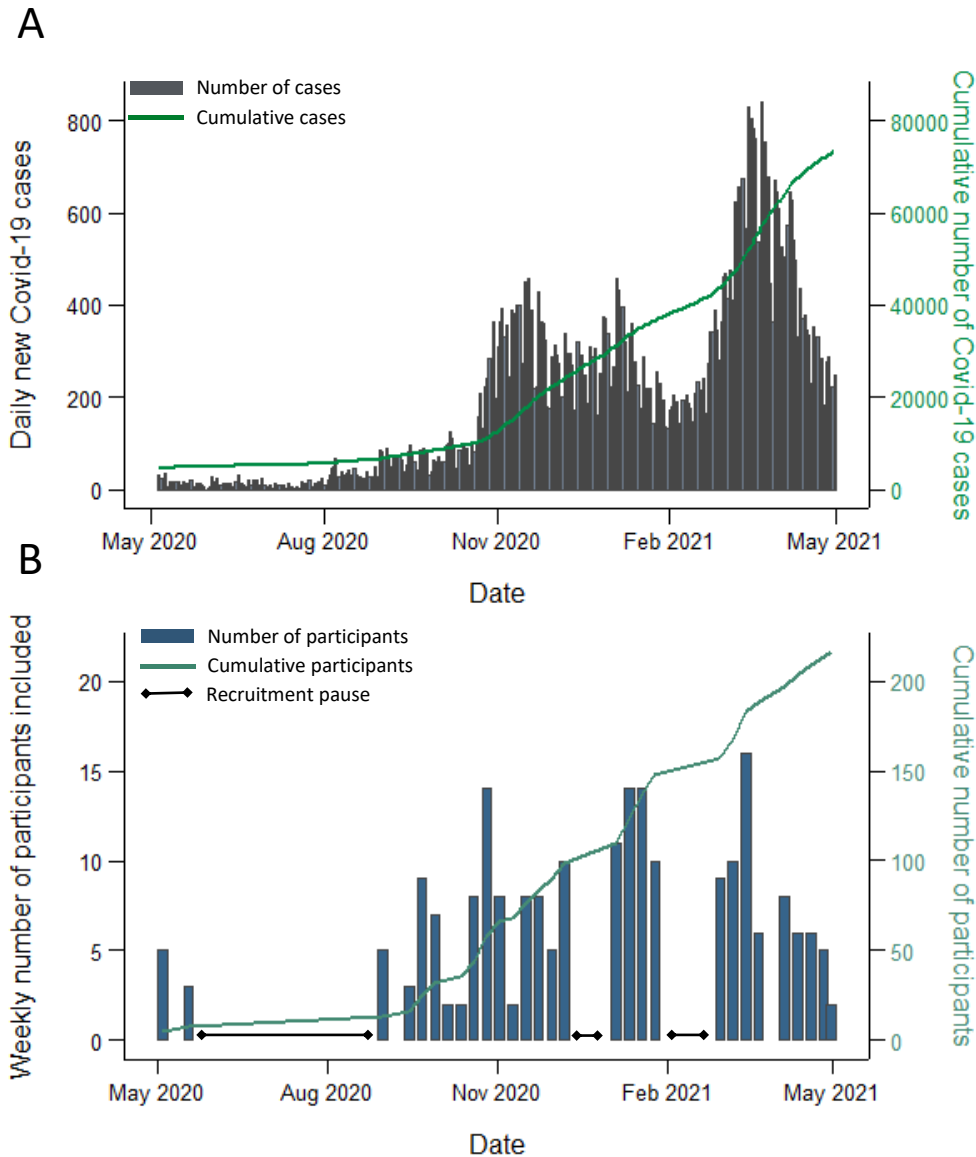 A
Number of cases
Cumulative cases
Daily new Covid-19 cases
800
600
400
200
0
Cumulative number of Covid-19 cases
80000
60000
40000
20000
0
May 2020
Aug 2020
Nov 2020
Feb 2021
May 2021
Date
B
Number of participants
Cumulative participants
Recruitment pause
Weekly number of participants included
20
15
10
5
0
Cumulative number of participants
200
150
100
50
0
May 2020
Aug 2020
Nov 2020
Feb 2021
May 2021
Date